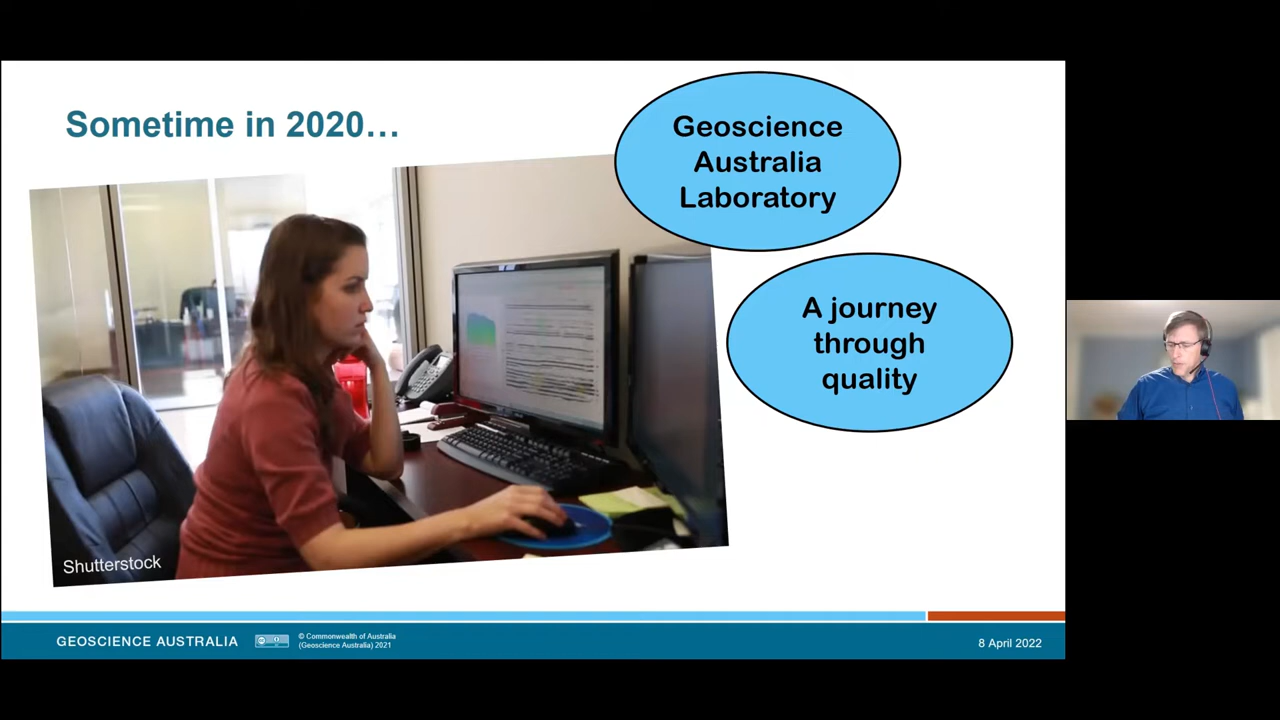 Sometime in 2020…
Geoscience
Australia
Laboratory
A journey
through
quality
Shutterstock
GEOSCIENCE AUSTRALIA
© Commonwealth of Australia
(Geoscience Australia) 2021
8 April 2022